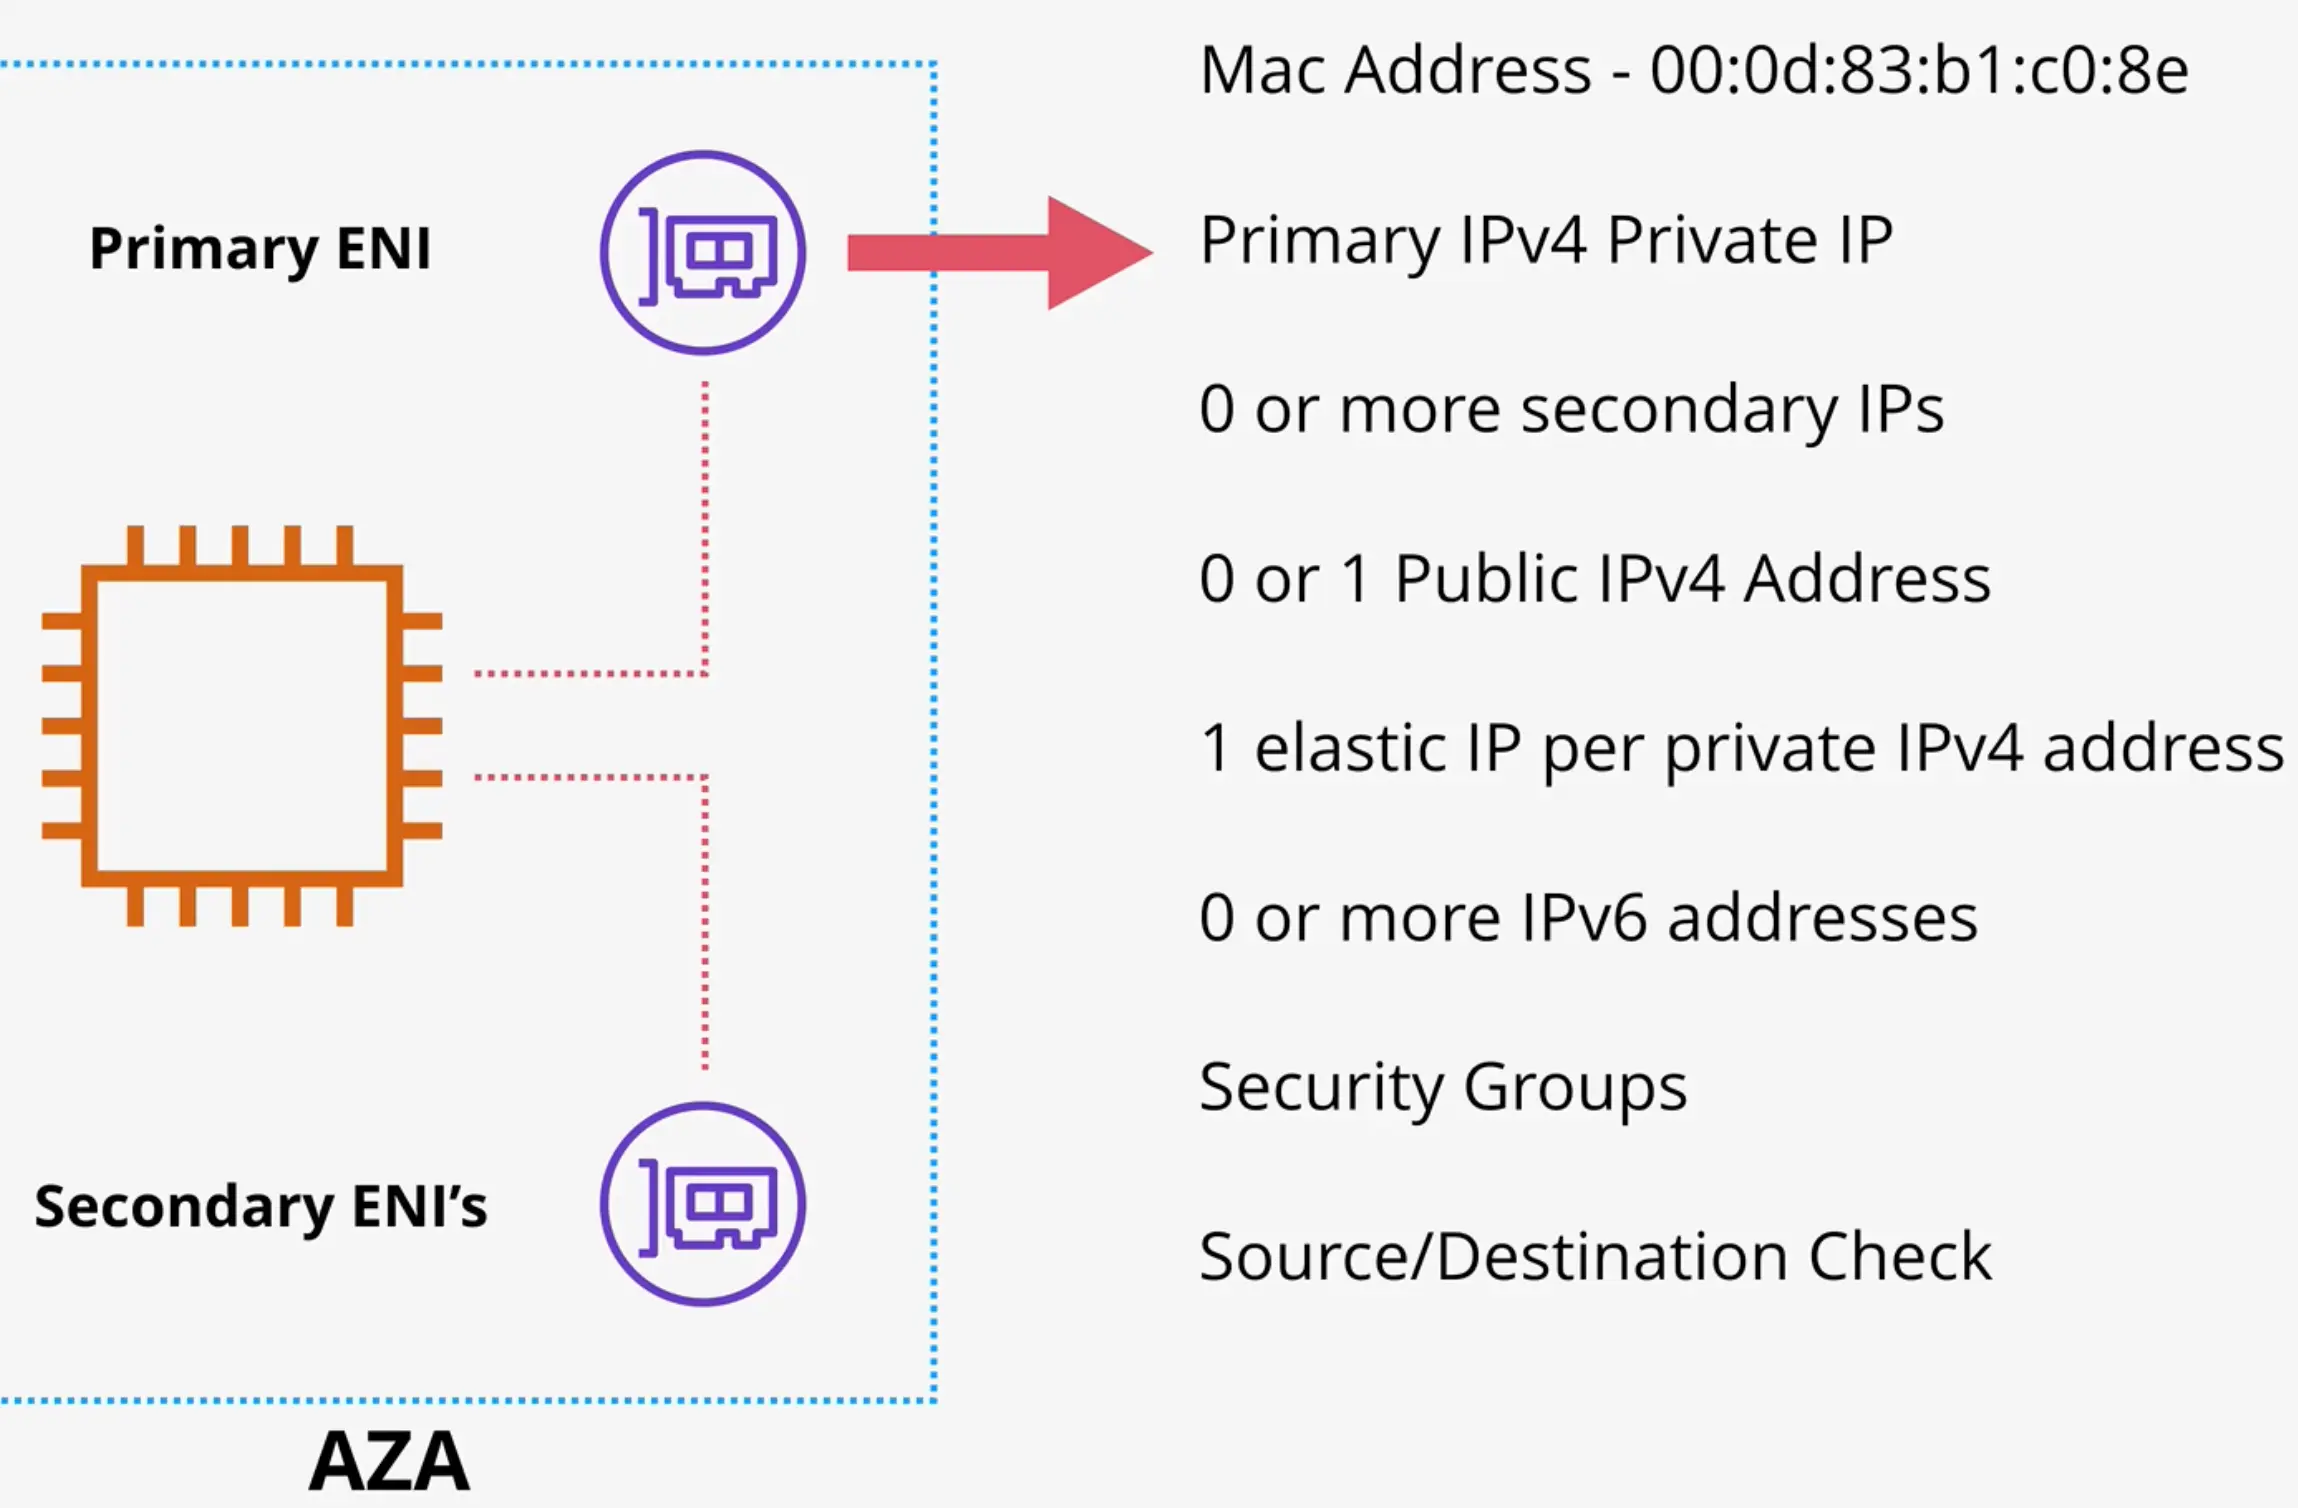 Primary ENI
Secondary ENI’s
AZA
Mac Address - 00:0d:83:b1:c0:8e
Primary IPv4 Private IP
0 or more secondary IPs
0 or 1 Public IPv4 Address
1 elastic IP per private IPv4 address
0 or more IPv6 addresses
Security Groups
Source/Destination Check